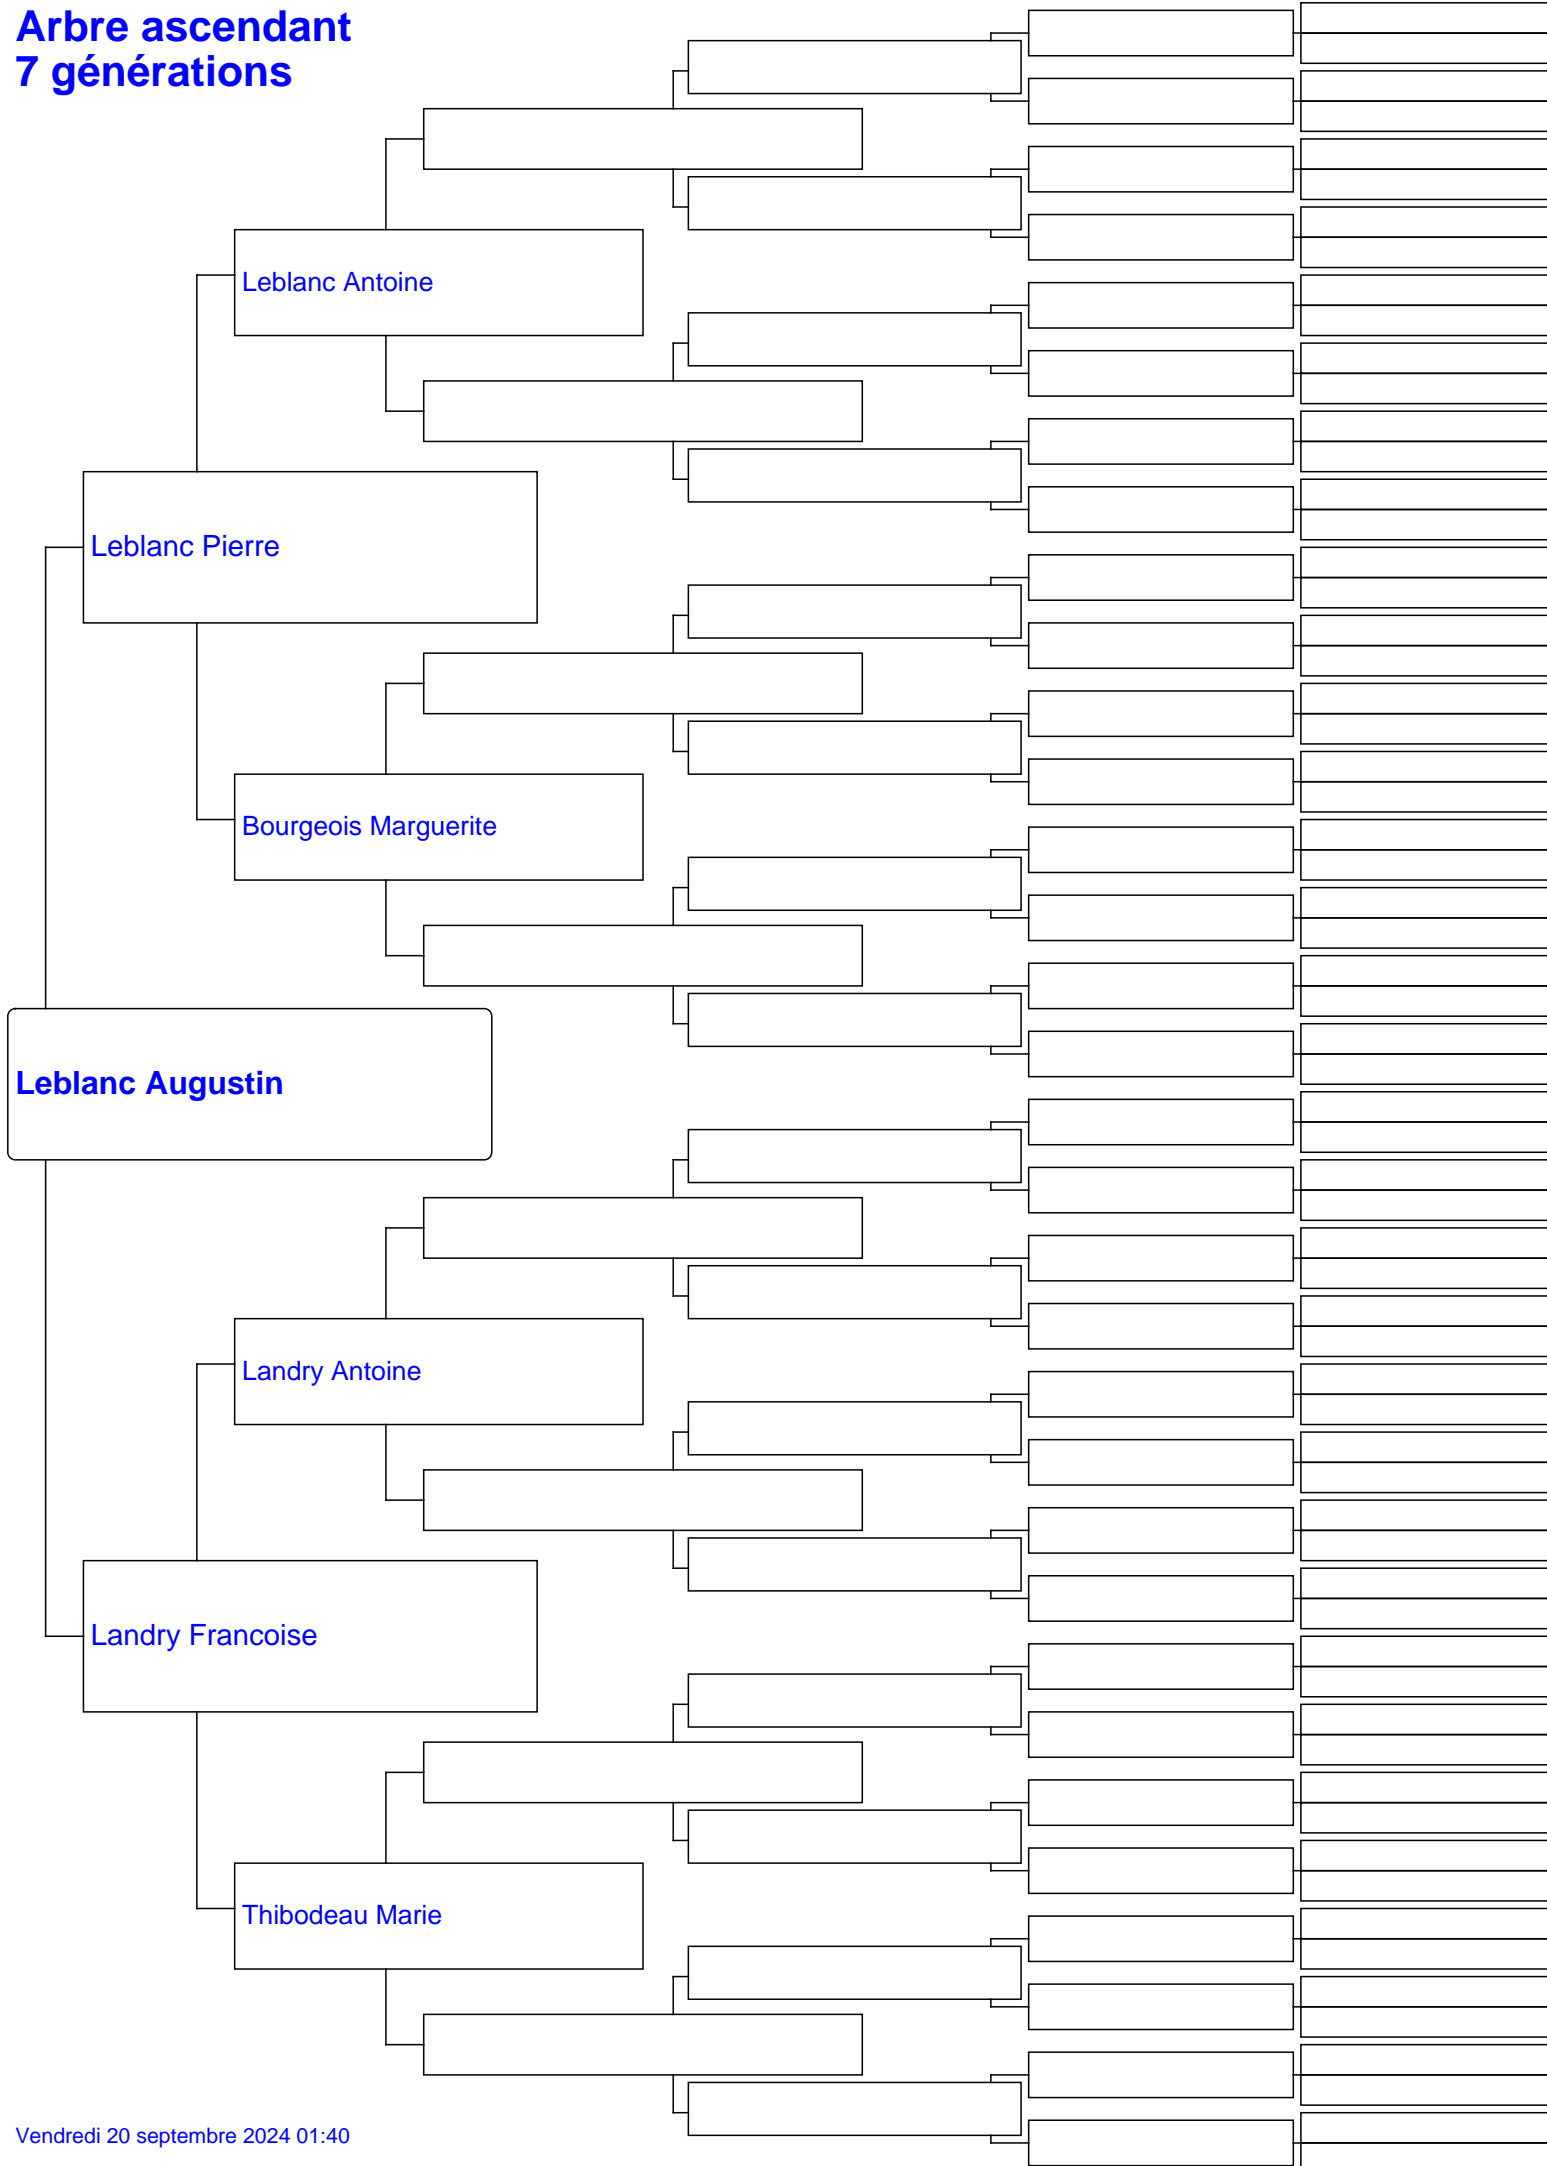 Arbre ascendant
7 générations
Leblanc Antoine
Leblanc Pierre
Bourgeois Marguerite
Leblanc Augustin
Landry Antoine
Landry Francoise
Thibodeau Marie
Vendredi 20 septembre 2024 01:40